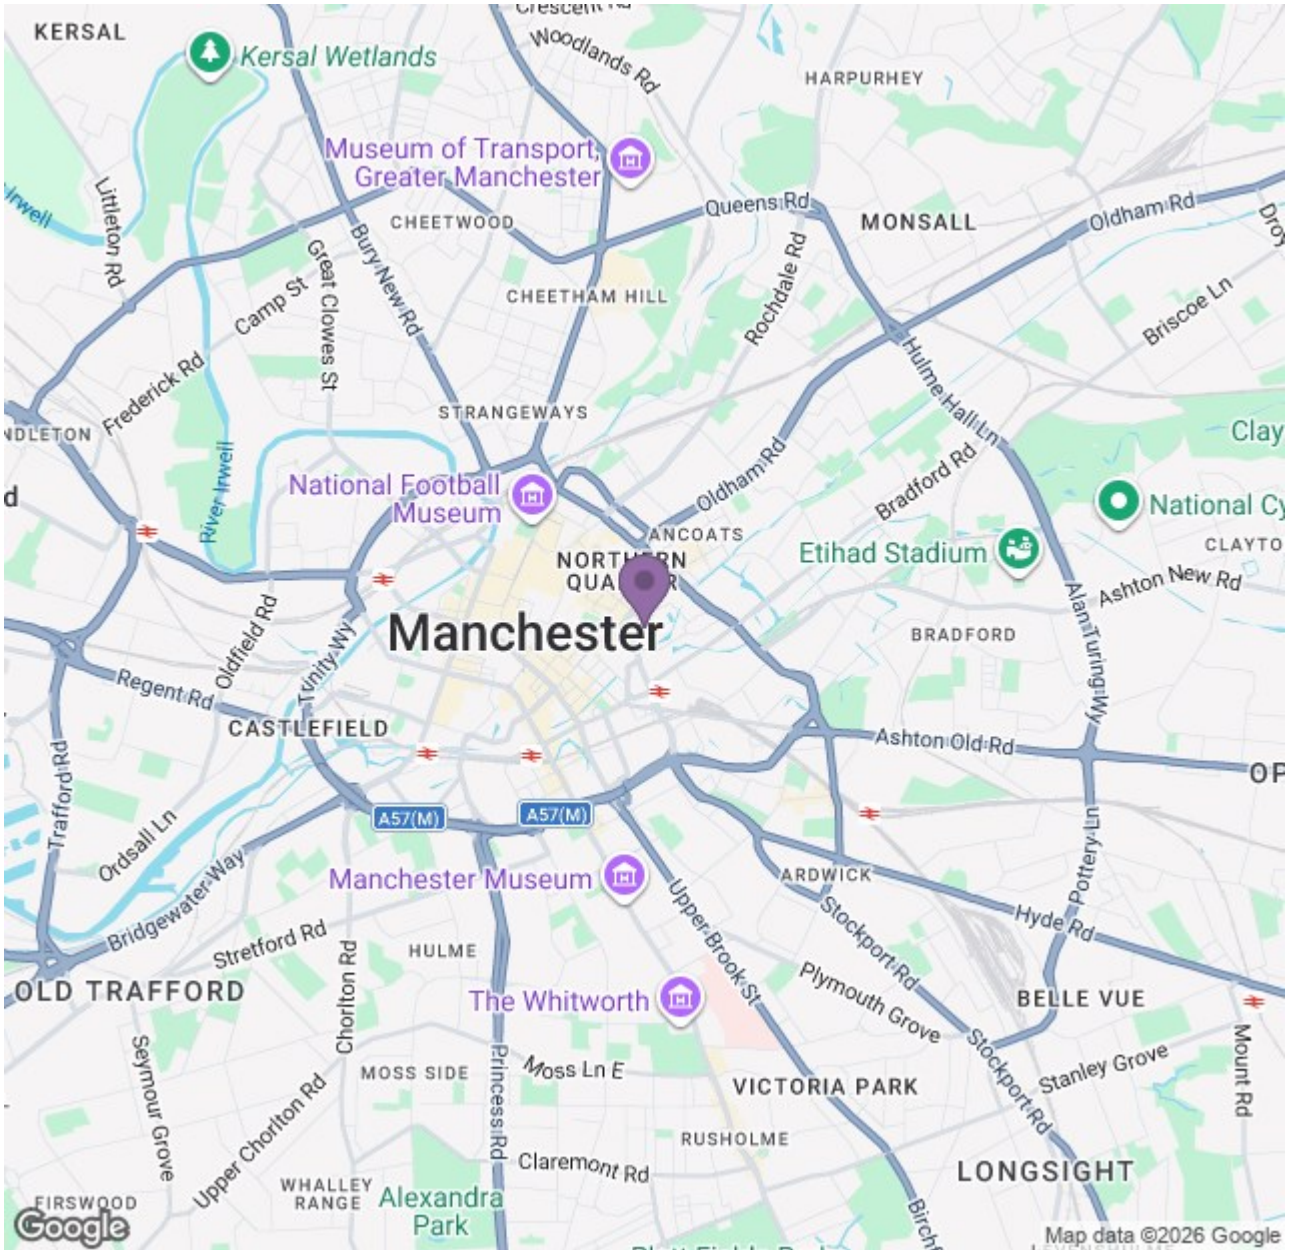 Crescent Rd
KERSAL
Kersal Wetlands
Woodlands Rd
HARPURHEY
Museum of Transport,
Greater Manchester
Irwell
Littleton Rd
CHEETWOOD
Queens Rd
MONSALL
Oldham Rd
Droy
Bury New Rd
Great Clowes St
Camp St
CHEETHAM HILL
Rochdale Rd
Briscoe Ln
Frederick Rd
Hulme Hall Ln
STRANGEWAYS
NDLETON
Clay
River Irwell
National Football
Museum
Oldham Rd
Bradford Rd
d
National Cy
ANCOATS
NORTHERN
Etihad Stadium
CLAYTO
Ashton New Rd
Manchester
Oldfield Rd
BRADFORD
Trinity Wy
Alan Turing Wy
Regent Rd
CASTLEFIELD
Ashton Old Rd
OP
Trafford Rd
A57(M)
A57(M)
Ordsall Ln
Pottery Ln
Manchester Museum
ARDWICK
Bridgewater Way
Upper Brook St
Stockport Rd
Hyde Rd
Stretford Rd
HULME
Chorlton Rd
OLD TRAFFORD
The Whitworth
Plymouth Grove
BELLE VUE
Seymour Grove
MOSS SIDE
Princess Rd
Moss Ln E
Stockport Rd
Stanley Grove
Mount Rd
VICTORIA PARK
Upper Chorlton Rd
RUSHOLME
Claremont Rd
LONGSIGHT
WHALLEY
RANGE
Alexandra
Park
FIRSWOOD
Birchf
Google
Map data ©2026 Google